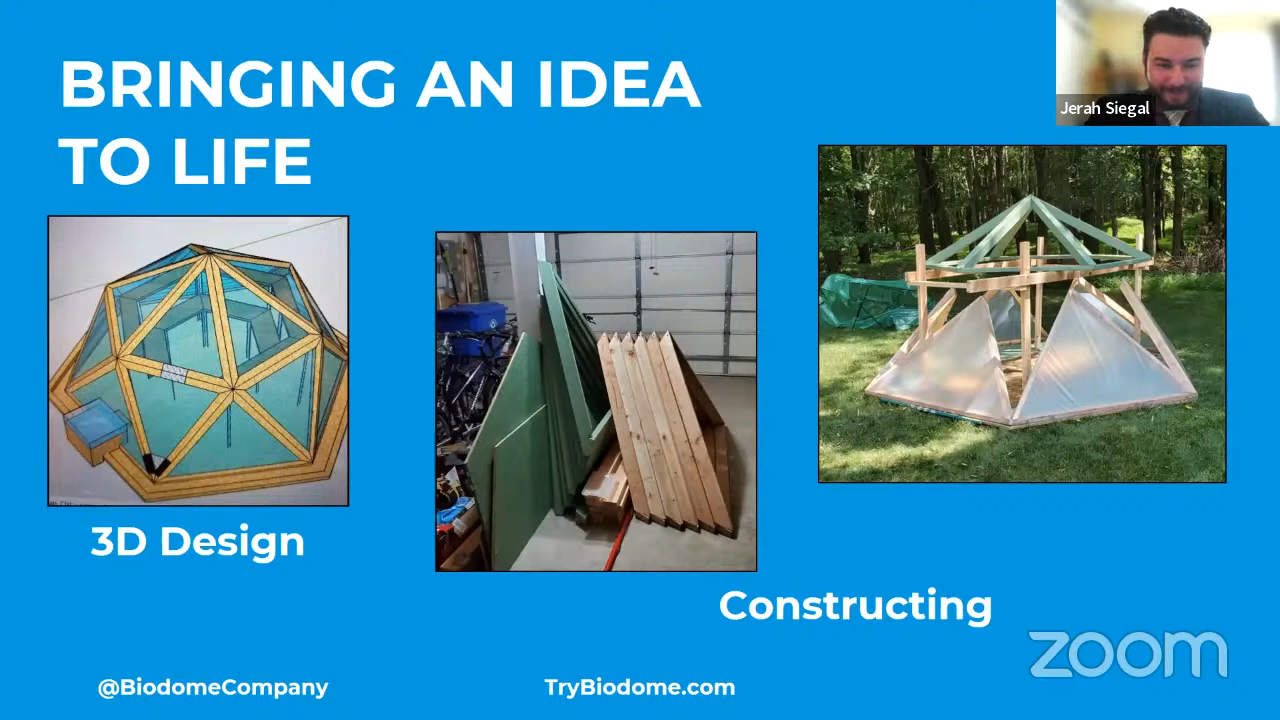 BRINGING AN IDEA
TO LIFE
Jerah Siegal
3D Design
Constructing
@BiodomeCompany
TryBiodome.com
zoom